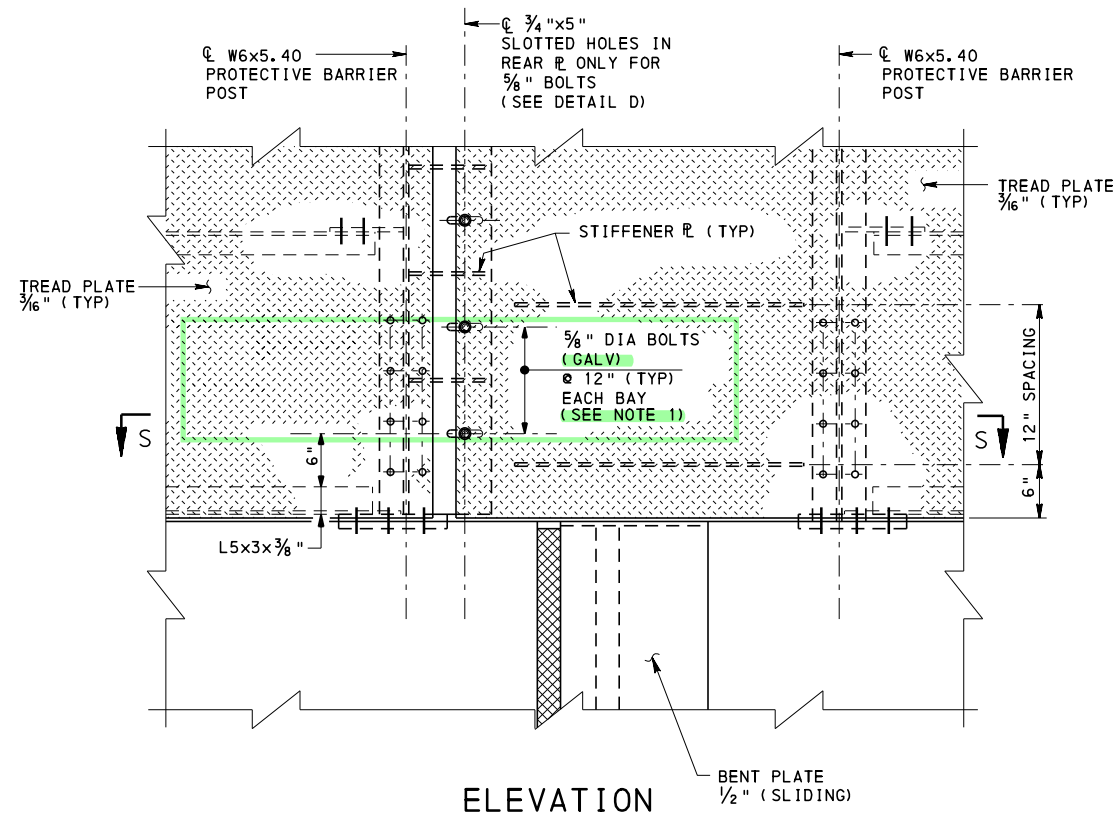 ℄ W6x5.40
PROTECTIVE BARRIER
POST
℄ 3/4"x5"
SLOTTED HOLES IN
REAR ⅊ ONLY FOR
5/8" BOLTS
(SEE DETAIL D)
℄ W6x5.40
PROTECTIVE BARRIER
POST
TREAD PLATE
3/16" (TYP)
STIFFENER ⅊ (TYP)
TREAD PLATE
3/16" (TYP)
5/8" DIA BOLTS
(GALV)
@ 12" (TYP)
EACH BAY
(SEE NOTE 1)
12" SPACING
S
S
6"
6"
L5x3x3/8"
BENT PLATE
1/2" (SLIDING)
ELEVATION